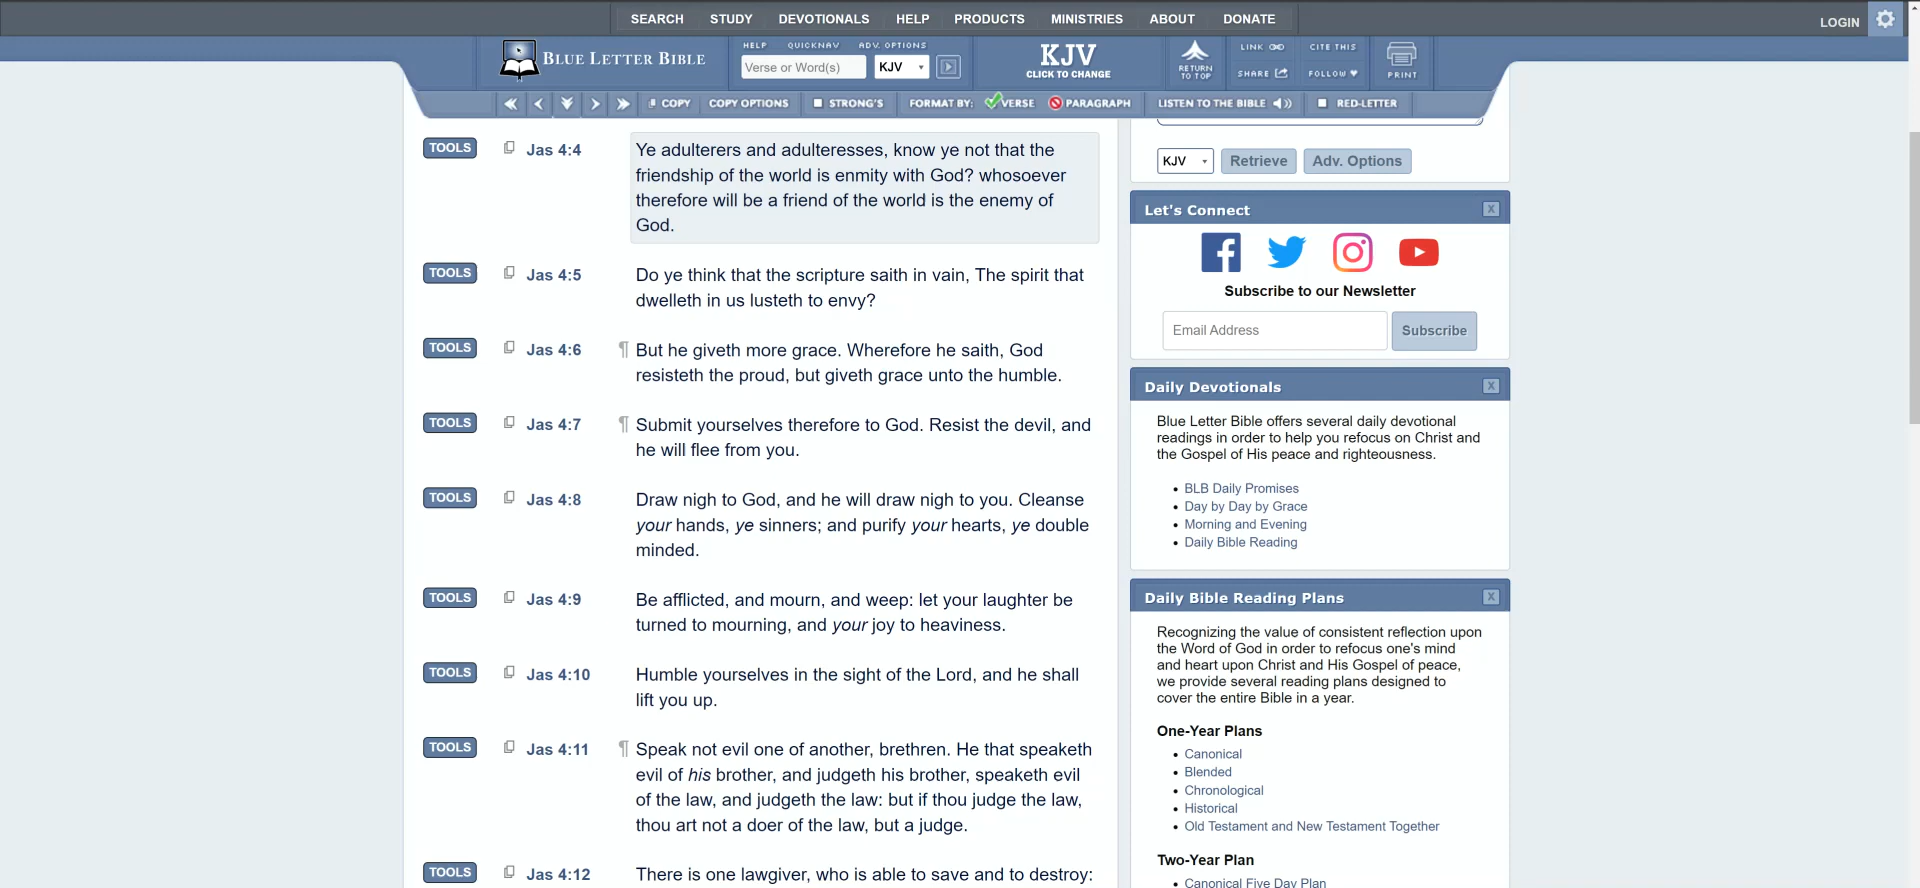 SEARCH STUDY DEVOTIONALS HELP PRODUCTS MINISTRIES ABOUT DONATE
LOGIN
BLUE LETTER BIBLE
HELP QUICKNAV ADV. OPTIONS
Verse or Word(s) KJV
KJV
CLICK TO CHANGE
RETURN
TO TOP
LINK CITE THIS
SHARE FOLLOW
PRINT
COPY COPY OPTIONS STRONG'S FORMAT BY: VERSE PARAGRAPH LISTEN TO THE BIBLE RED-LETTER
TOOLS Jas 4:4 Ye adulterers and adulteresses, know ye not that the
friendship of the world is enmity with God? whosoever
therefore will be a friend of the world is the enemy of
God.
TOOLS Jas 4:5 Do ye think that the scripture saith in vain, The spirit that
dwelleth in us lusteth to envy?
TOOLS Jas 4:6 ¶ But he giveth more grace. Wherefore he saith, God
resisteth the proud, but giveth grace unto the humble.
TOOLS Jas 4:7 ¶ Submit yourselves therefore to God. Resist the devil, and
he will flee from you.
TOOLS Jas 4:8 Draw nigh to God, and he will draw nigh to you. Cleanse
your hands, ye sinners; and purify your hearts, ye double
minded.
TOOLS Jas 4:9 Be afflicted, and mourn, and weep: let your laughter be
turned to mourning, and your joy to heaviness.
TOOLS Jas 4:10 Humble yourselves in the sight of the Lord, and he shall
lift you up.
TOOLS Jas 4:11 ¶ Speak not evil one of another, brethren. He that speaketh
evil of his brother, and judgeth his brother, speaketh evil
of the law, and judgeth the law: but if thou judge the law,
thou art not a doer of the law, but a judge.
TOOLS Jas 4:12 There is one lawgiver, who is able to save and to destroy:
KJV Retrieve Adv. Options
Let's Connect X
Subscribe to our Newsletter
Email Address Subscribe
Daily Devotionals X
Blue Letter Bible offers several daily devotional
readings in order to help you refocus on Christ and
the Gospel of His peace and righteousness.
• BLB Daily Promises
• Day by Day by Grace
• Morning and Evening
• Daily Bible Reading
Daily Bible Reading Plans X
Recognizing the value of consistent reflection upon
the Word of God in order to refocus one's mind
and heart upon Christ and His Gospel of peace,
we provide several reading plans designed to
cover the entire Bible in a year.
One-Year Plans
• Canonical
• Blended
• Chronological
• Historical
• Old Testament and New Testament Together
Two-Year Plan
• Canonical Five Day Plan